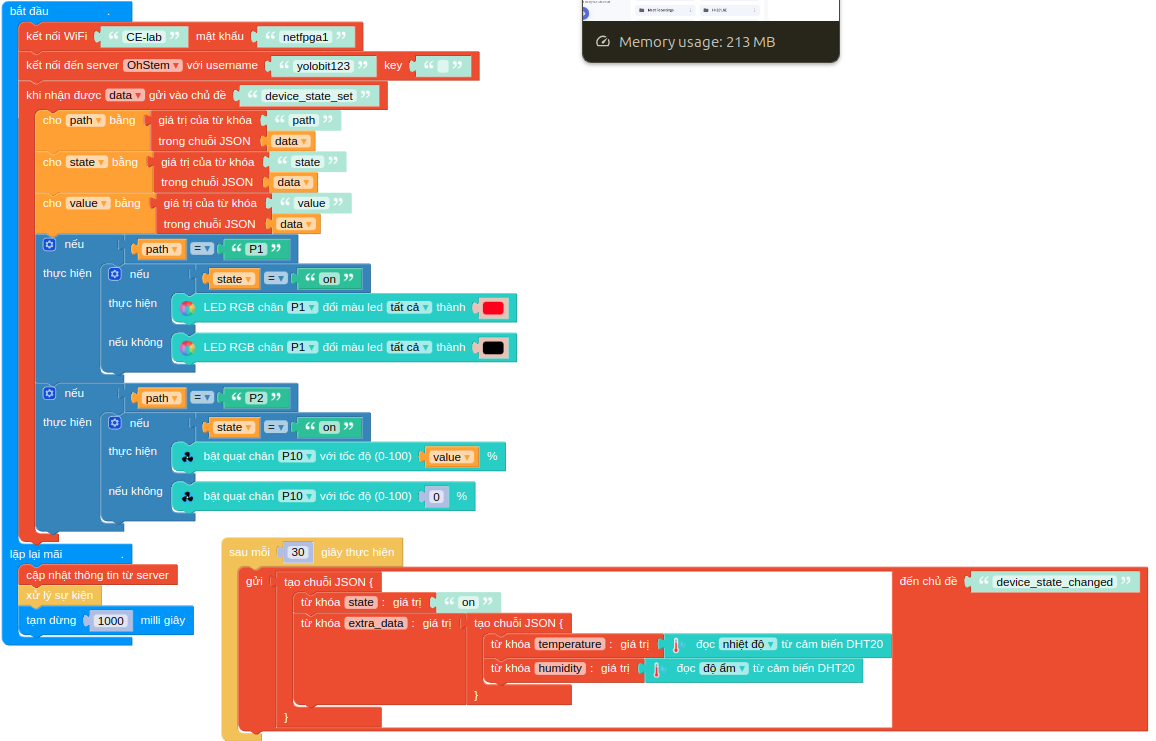 bắt đầu .
kết nối WiFi “ CE-lab ” mật khẩu “ netfpga1 ”
kết nối đến server OhStem ▾ với username “ yolobit123 ” key “ ”
khi nhận được data ▾ gửi vào chủ đề “ device_state_set ”
cho path ▾ bằng giá trị của từ khóa “ path ”
trong chuỗi JSON data ▾
cho state ▾ bằng giá trị của từ khóa “ state ”
trong chuỗi JSON data ▾
cho value ▾ bằng giá trị của từ khóa “ value ”
trong chuỗi JSON data ▾
nếu path ▾ = ▾ “ P1 ”
thực hiện nếu state ▾ = ▾ “ on ”
thực hiện LED RGB chân P1 ▾ đổi màu led tất cả ▾ thành
nếu không LED RGB chân P1 ▾ đổi màu led tất cả ▾ thành
nếu path ▾ = ▾ “ P2 ”
thực hiện nếu state ▾ = ▾ “ on ”
thực hiện bật quạt chân P10 ▾ với tốc độ (0-100) value ▾ %
nếu không bật quạt chân P10 ▾ với tốc độ (0-100) 0 %
lặp lại mãi .
cập nhật thông tin từ server
xử lý sự kiện
tạm dừng 1000 mili giây
sau mỗi 30 giây thực hiện
gửi tạo chuỗi JSON { đến chủ đề “ device_state_changed ”
từ khóa state : giá trị “ on ”
từ khóa extra_data : giá trị tạo chuỗi JSON {
từ khóa temperature : giá trị đọc nhiệt độ ▾ từ cảm biến DHT20
từ khóa humidity : giá trị đọc độ ẩm ▾ từ cảm biến DHT20
}
}
Memory usage: 213 MB